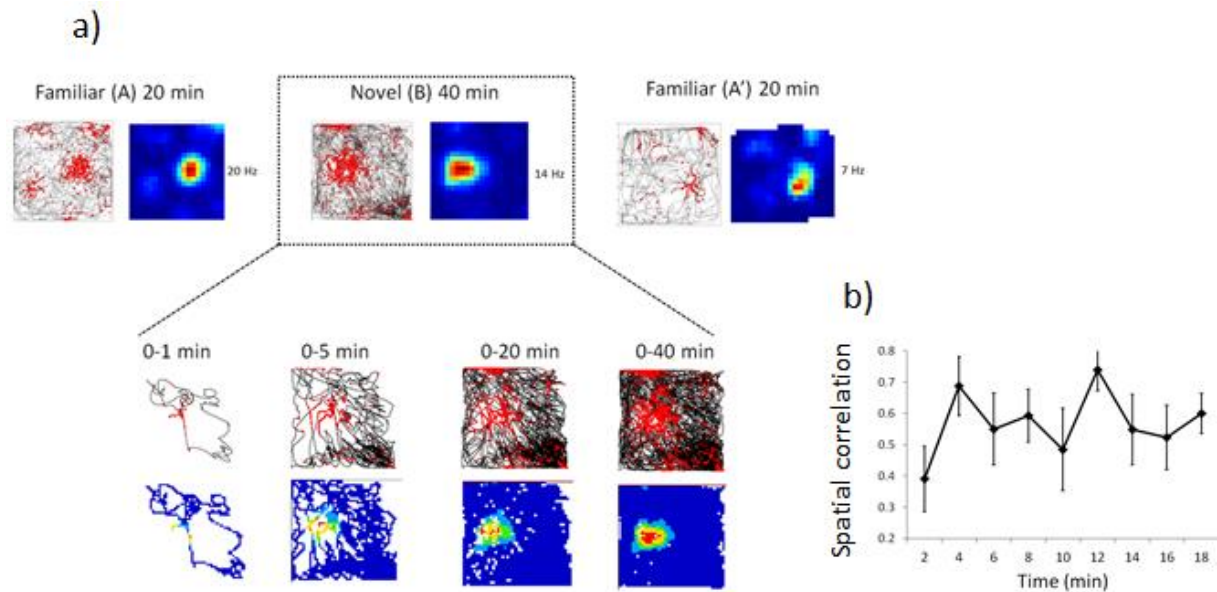 a)
Familiar (A) 20 min
Novel (B) 40 min
Familiar (A') 20 min
20 Hz
14 Hz
7 Hz
0-1 min
0-5 min
0-20 min
0-40 min
b)
Spatial correlation
0.8
0.7
0.6
0.5
0.4
0.3
0.2
2 4 6 8 10 12 14 16 18
Time (min)